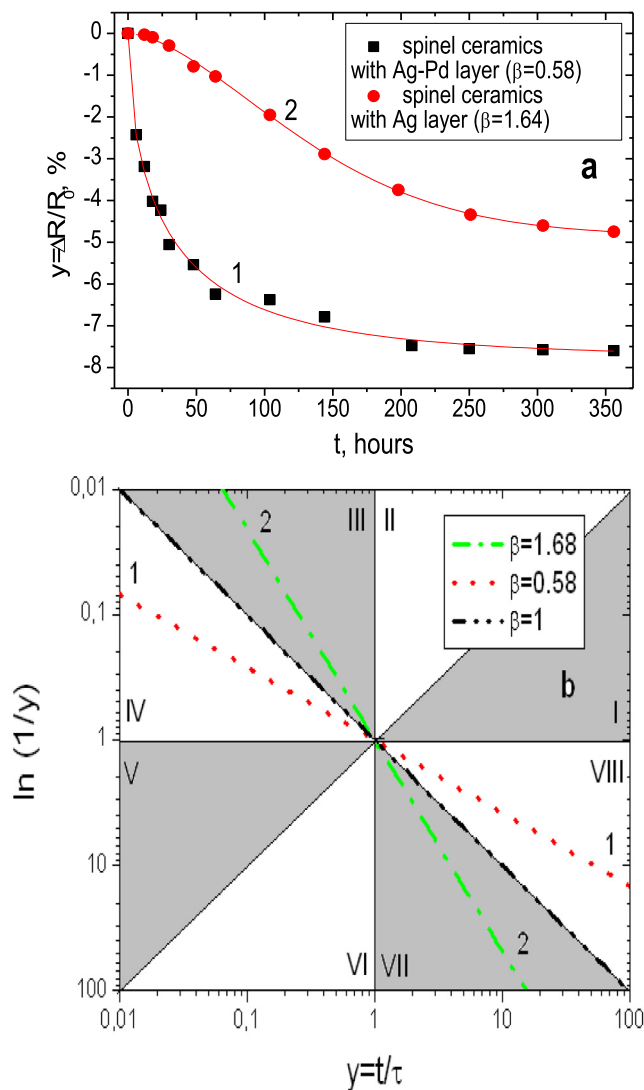 0
-1
-2
-3
-4
-5
-6
-7
-8
y=ΔR/R₀, %
spinel ceramics
with Ag-Pd layer (β=0.58)
spinel ceramics
with Ag layer (β=1.64)
a
2
1
0 50 100 150 200 250 300 350
t, hours
0,01
0,1
1
10
100
ln (1/y)
III II
2
β=1.68
β=0.58
β=1
1
b
I
IV
V
VIII
1
VI VII
2
0,01 0,1 1 10 100
y=t/τ